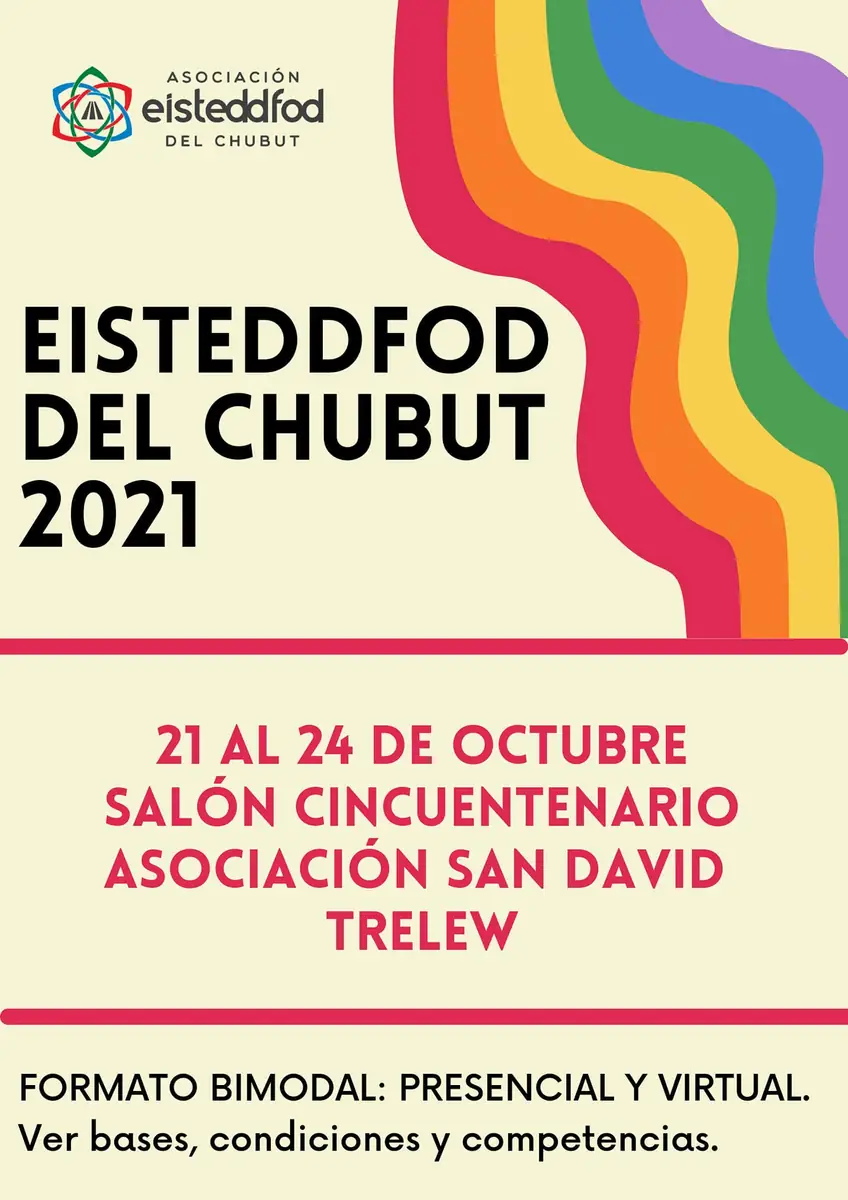 ASOCIACIÓN
eisteddfod
DEL CHUBUT
EISTEDDFOD
DEL CHUBUT
2021
21 AL 24 DE OCTUBRE
SALÓN CINCUENTENARIO
ASOCIACIÓN SAN DAVID
TRELEW
FORMATO BIMODAL: PRESENCIAL Y VIRTUAL.
Ver bases, condiciones y competencias.